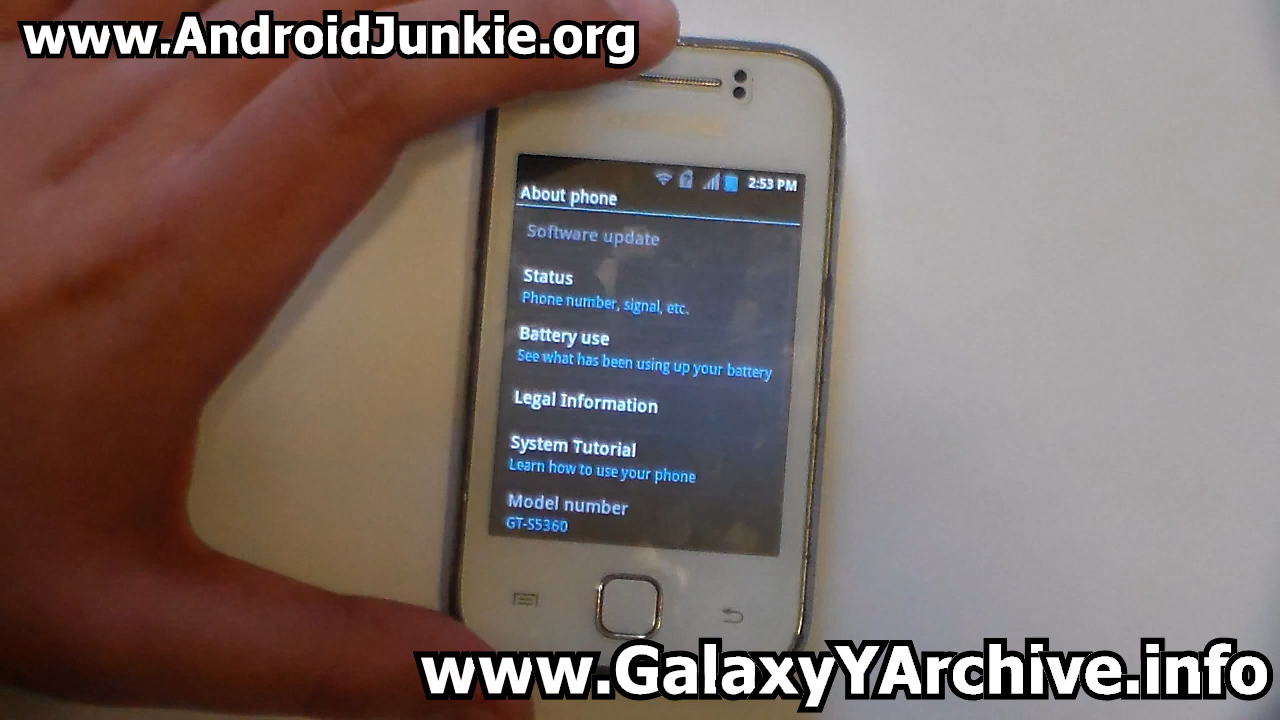 www.AndroidJunkie.org
2:53 PM
About phone
Software update
Status
Phone number, signal, etc.
Battery use
See what has been using up your battery
Legal Information
System Tutorial
Learn how to use your phone
Model number
GT-S5360
www.GalaxyYArchive.info